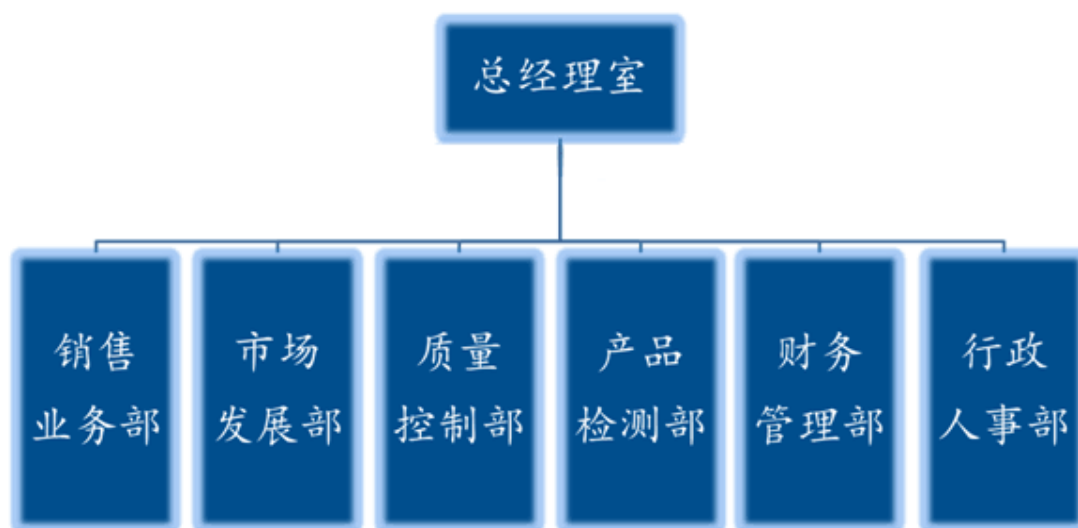 总经理室
销售
业务部
市场
发展部
质量
控制部
产品
检测部
财务
管理部
行政
人事部